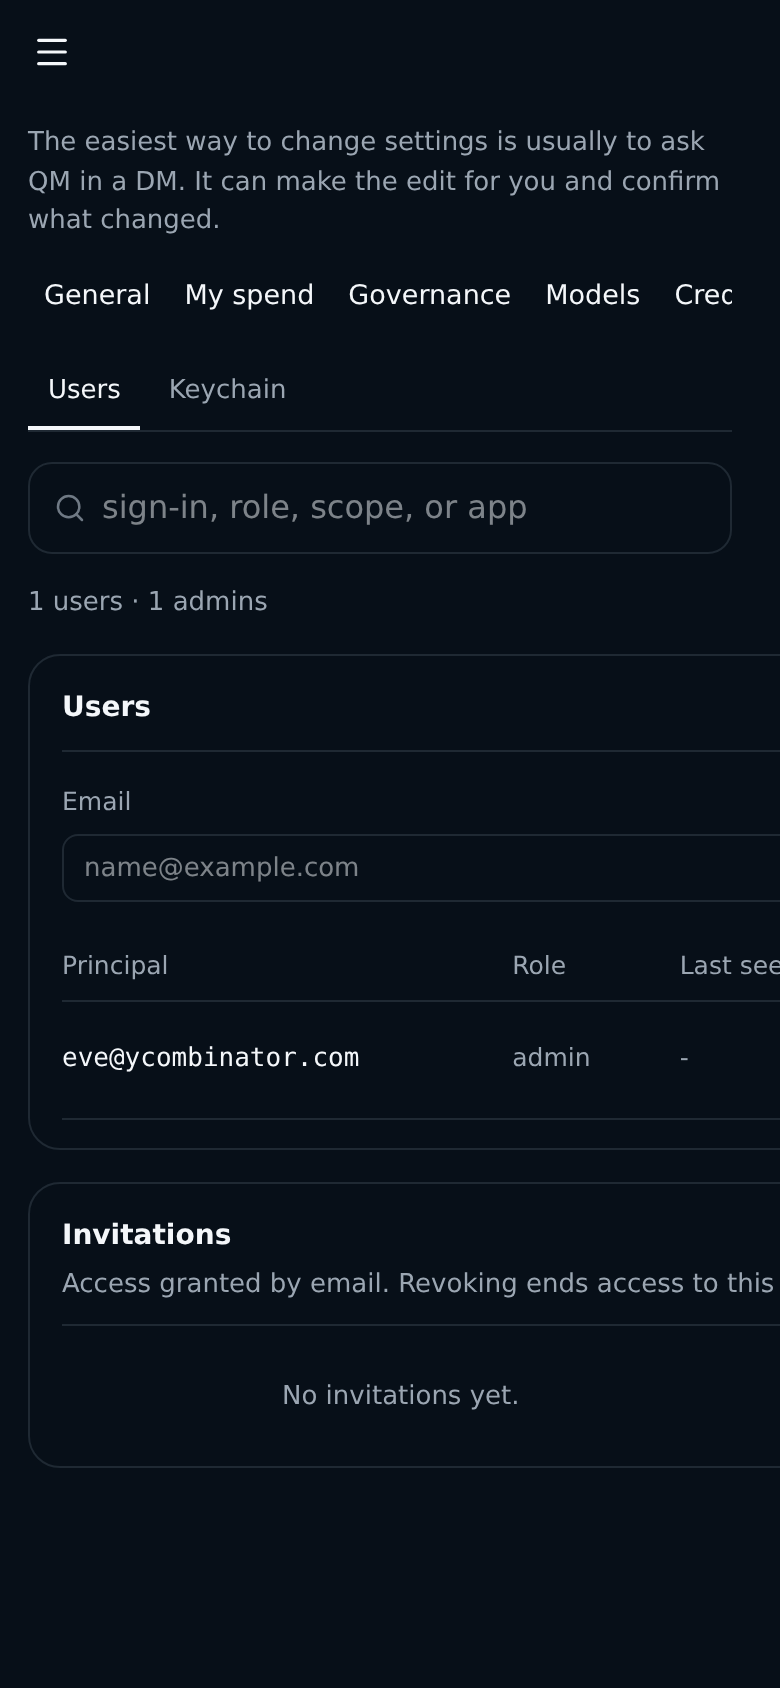 The easiest way to change settings is usually to ask
QM in a DM. It can make the edit for you and confirm
what changed.
General My spend Governance Models Cred
Users Keychain
sign-in, role, scope, or app
1 users · 1 admins
Users
Email
name@example.com
Principal Role Last see
eve@ycombinator.com admin -
Invitations
Access granted by email. Revoking ends access to this
No invitations yet.